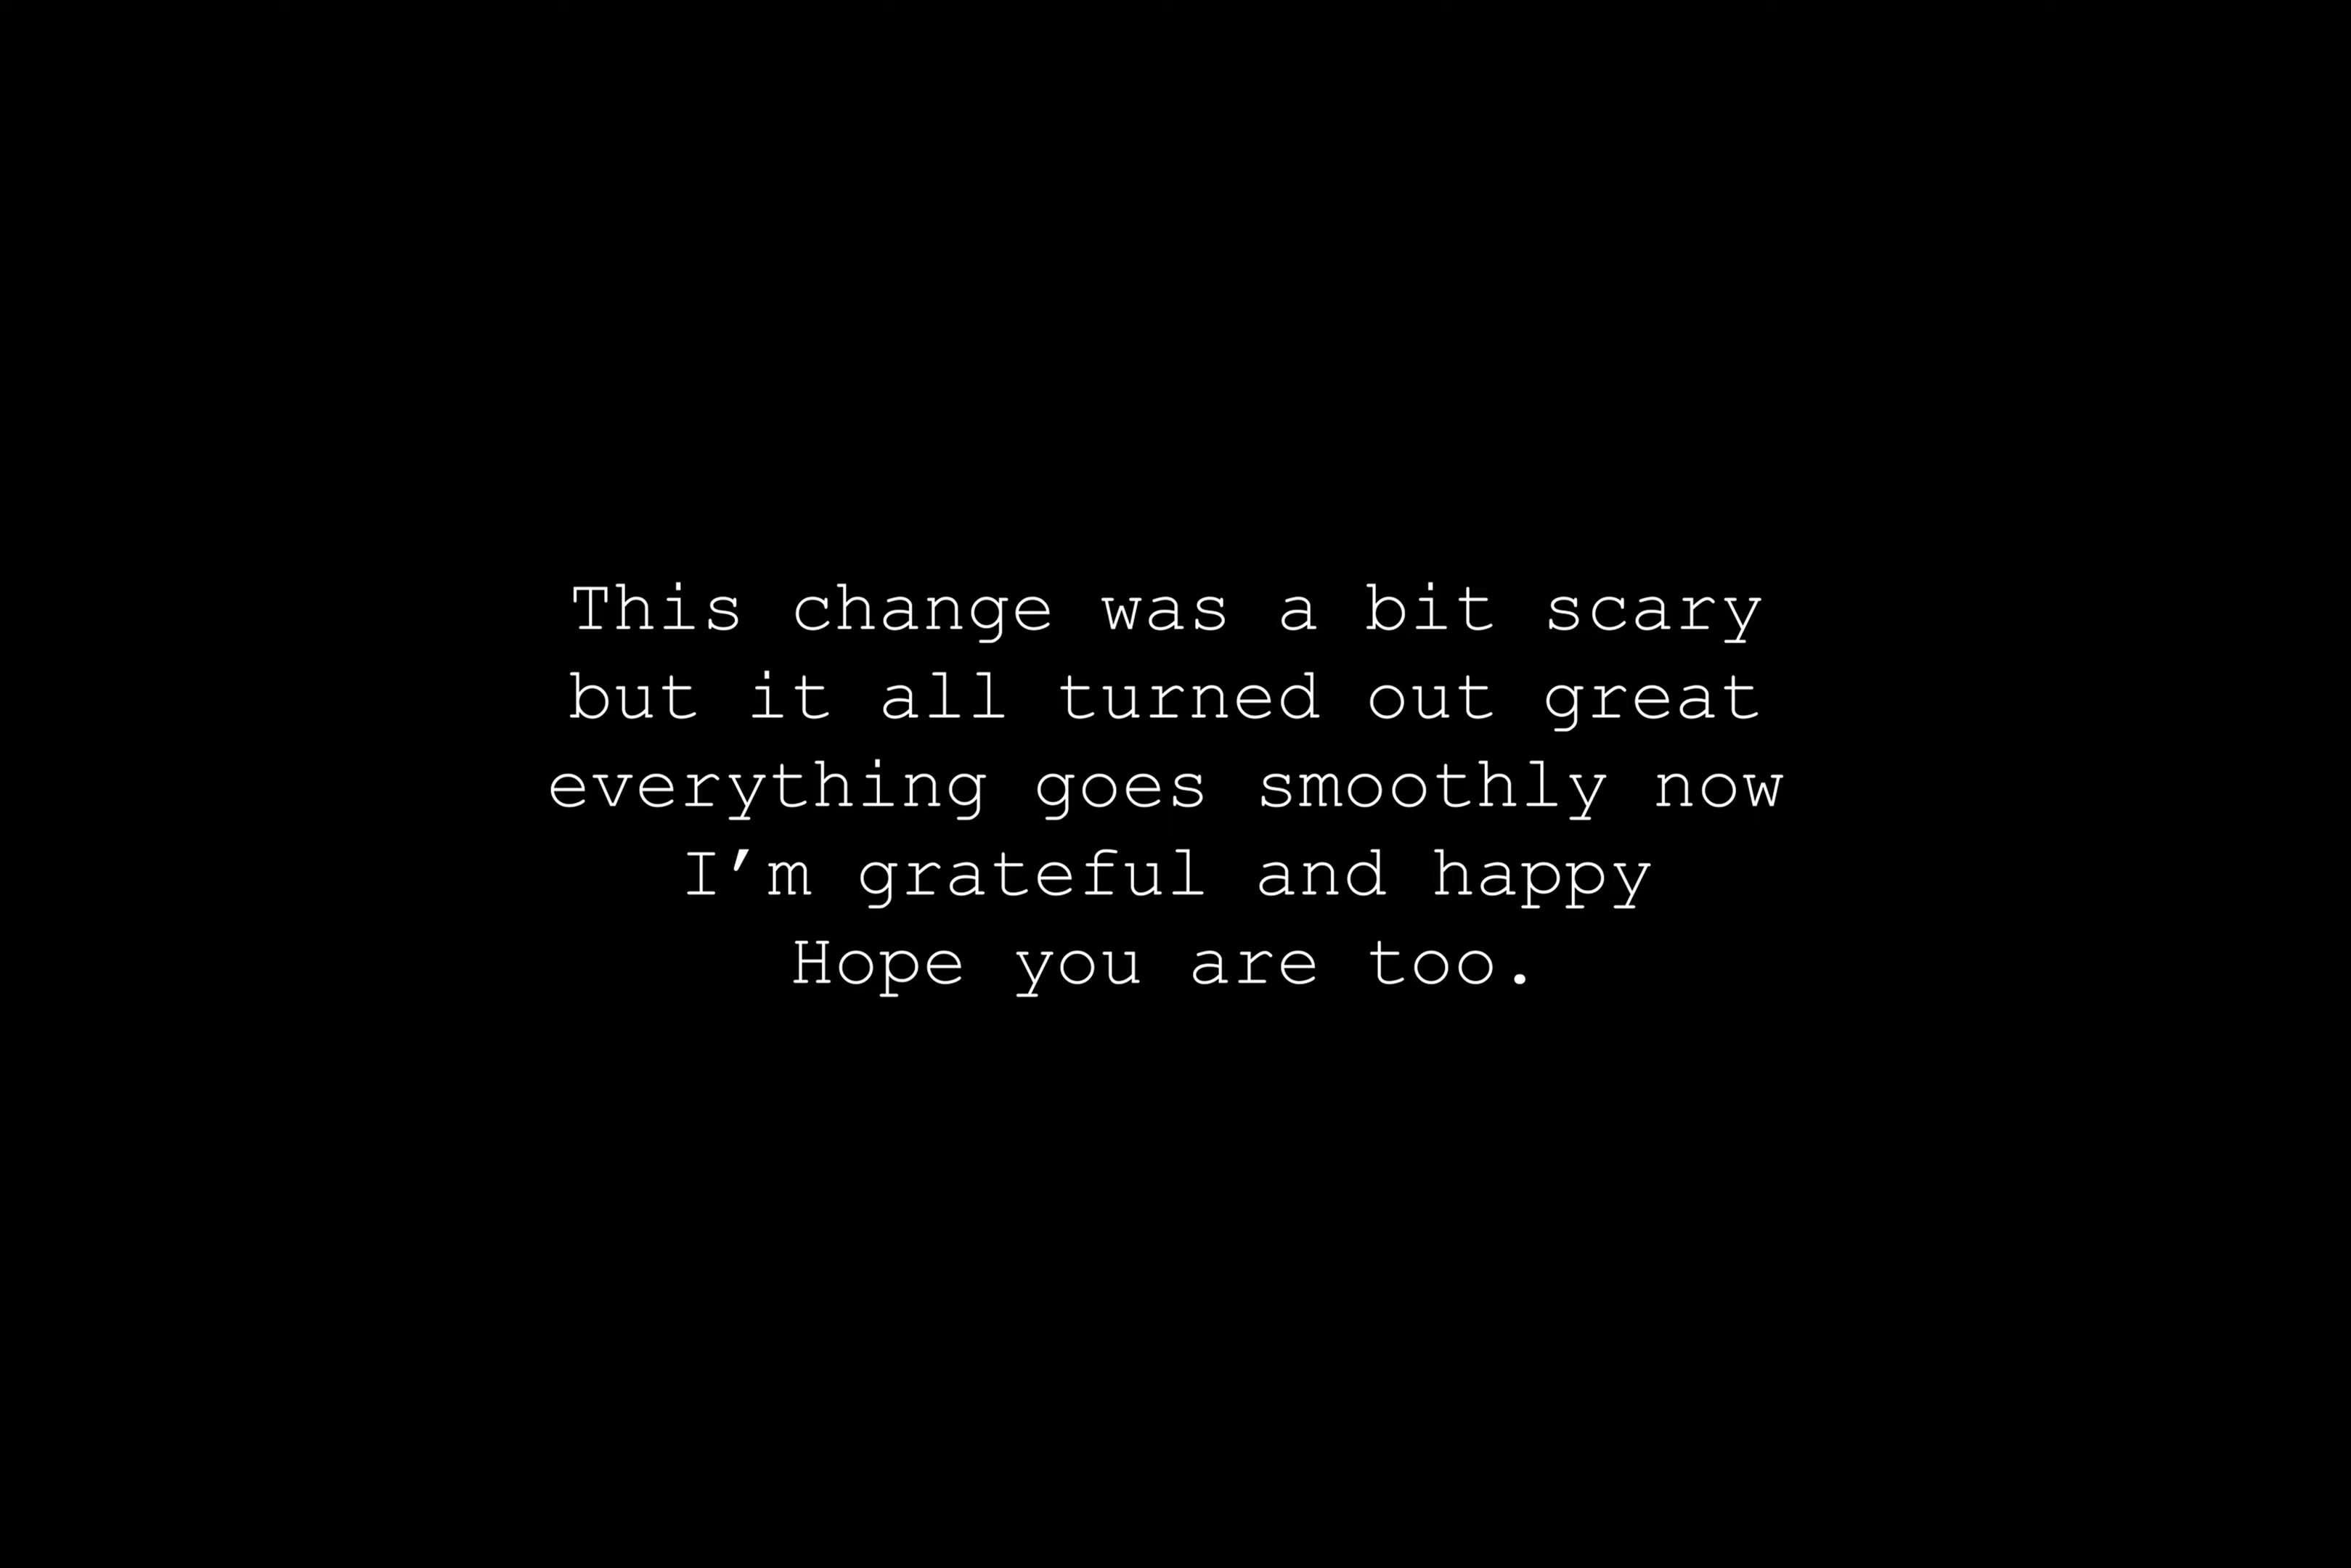 This change was a bit scary
but it all turned out great
everything goes smoothly now
I’m grateful and happy
Hope you are too.